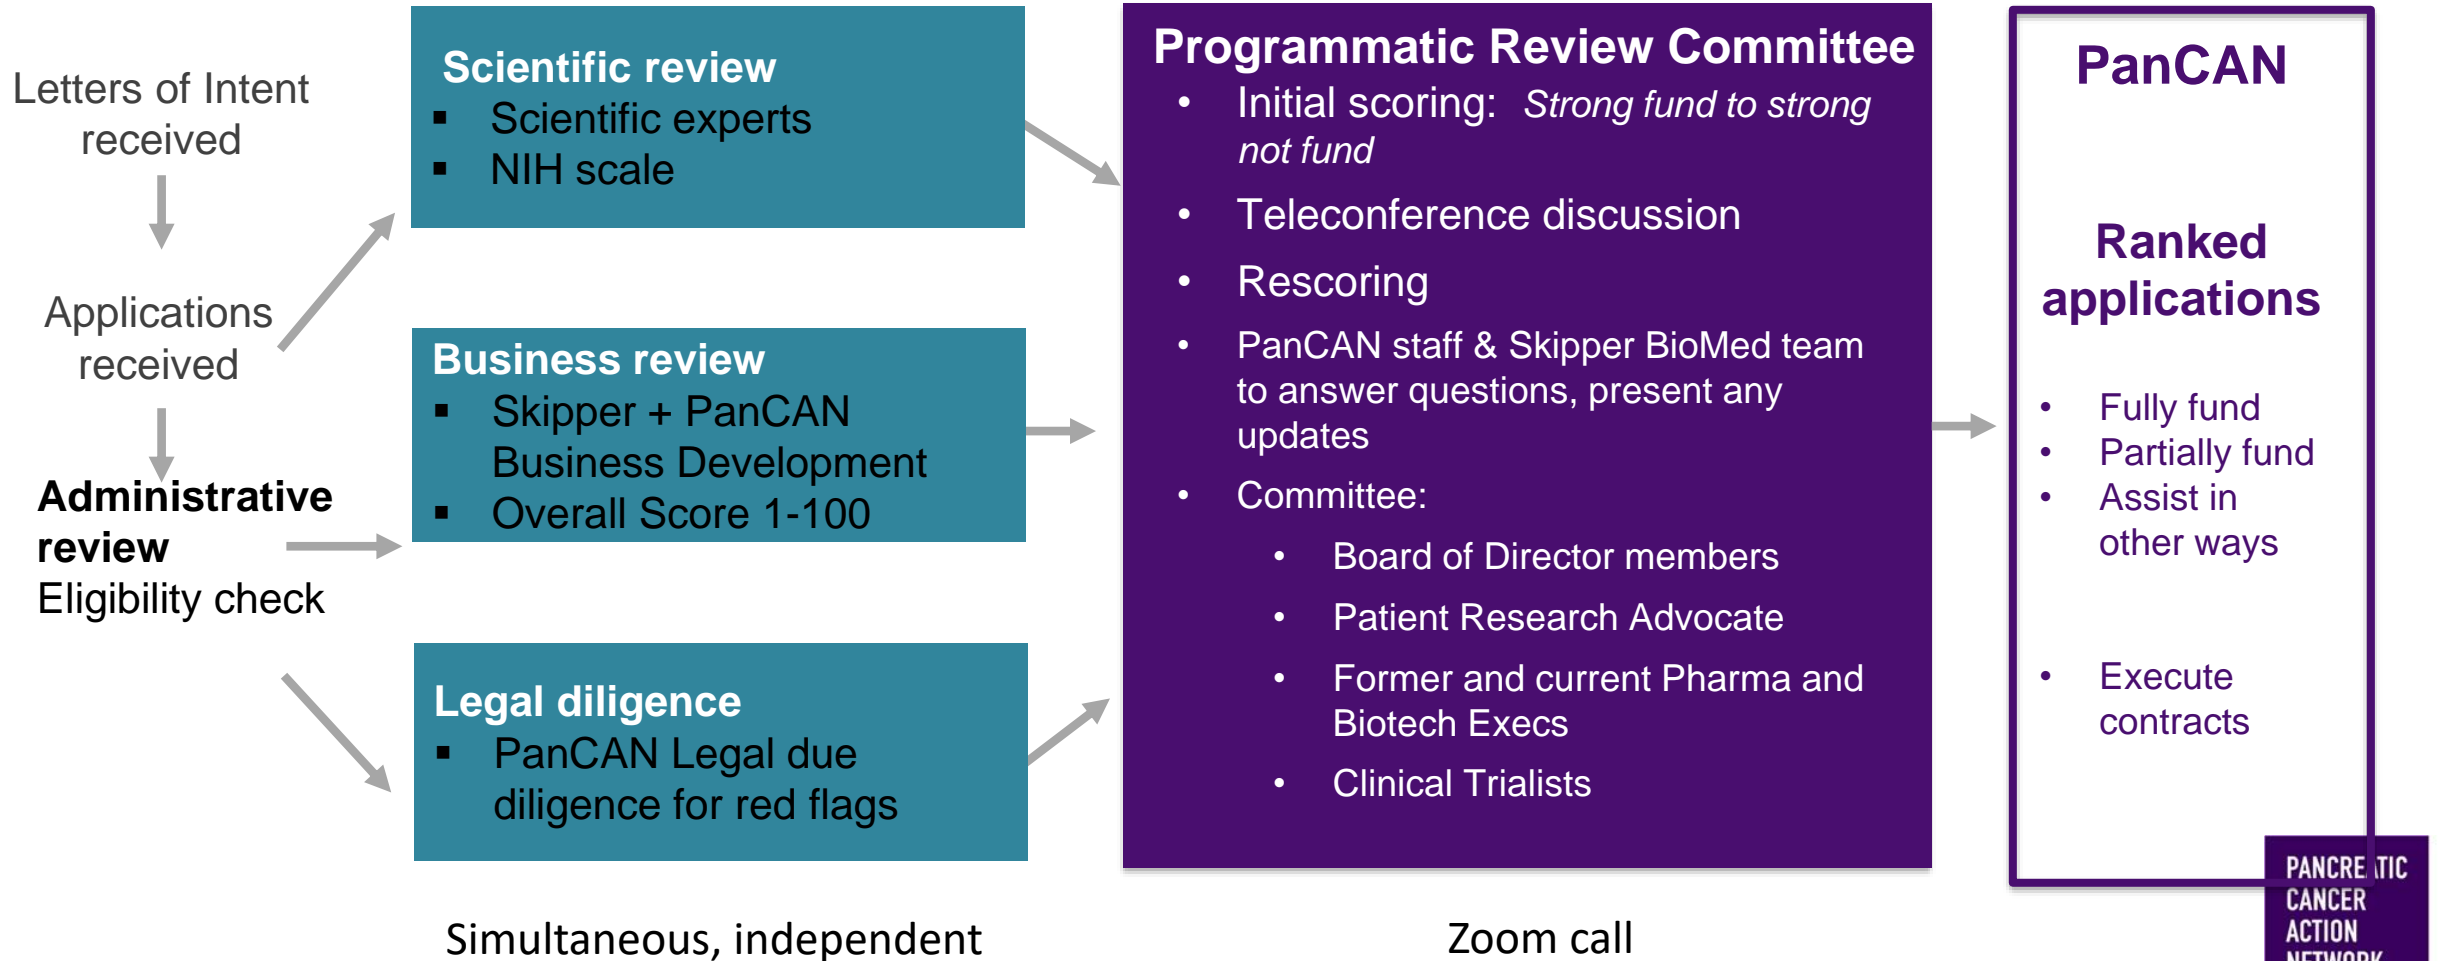 Letters of Intent
received
Applications
received
Administrative
review
Eligibility check
Scientific review
▪ Scientific experts
▪ NIH scale
Business review
▪ Skipper + PanCAN
Business Development
▪ Overall Score 1-100
Legal diligence
▪ PanCAN Legal due
diligence for red flags
Simultaneous, independent
Programmatic Review Committee
• Initial scoring: Strong fund to strong
not fund
• Teleconference discussion
• Rescoring
• PanCAN staff & Skipper BioMed team
to answer questions, present any
updates
• Committee:
• Board of Director members
• Patient Research Advocate
• Former and current Pharma and
Biotech Execs
• Clinical Trialists
Zoom call
PanCAN
Ranked
applications
• Fully fund
• Partially fund
• Assist in
other ways
• Execute
contracts
PANCREATIC
CANCER
ACTION
NETWORK